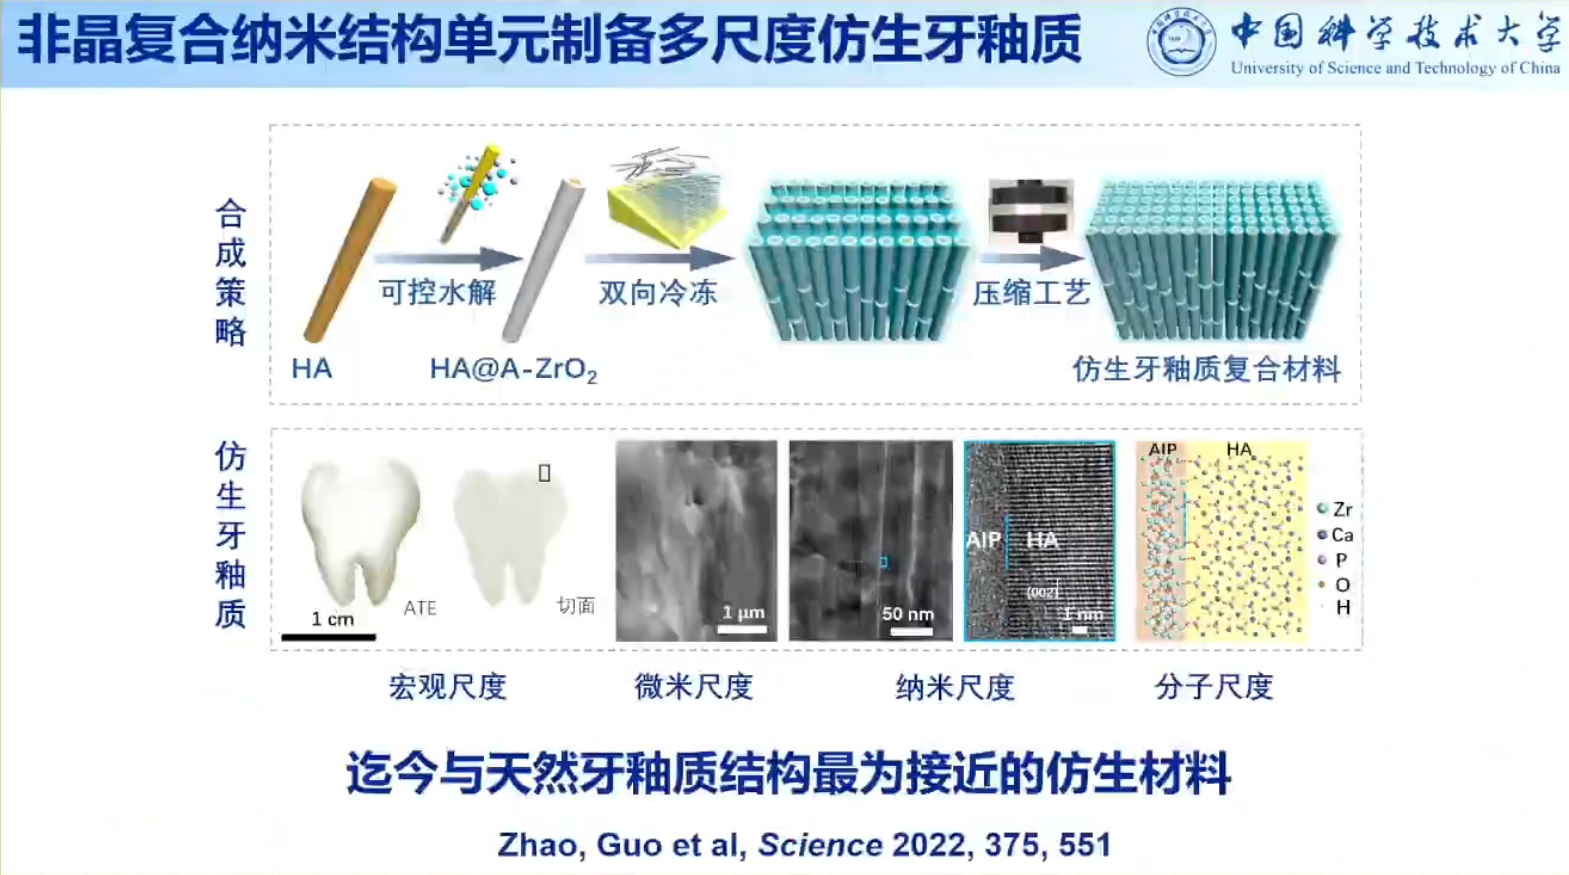 非晶复合纳米结构单元制备多尺度仿生牙釉质
中国科学技术大学
University of Science and Technology of China
合成策略
可控水解
双向冷冻
压缩工艺
HA
HA@A-ZrO₂
仿生牙釉质复合材料
仿生牙釉质
1 cm
ATE
切面
1 μm
50 nm
AIP
HA
(002)
1 nm
AIP
HA
Zr
Ca
P
O
H
宏观尺度
微米尺度
纳米尺度
分子尺度
迄今与天然牙釉质结构最为接近的仿生材料
Zhao, Guo et al, Science 2022, 375, 551